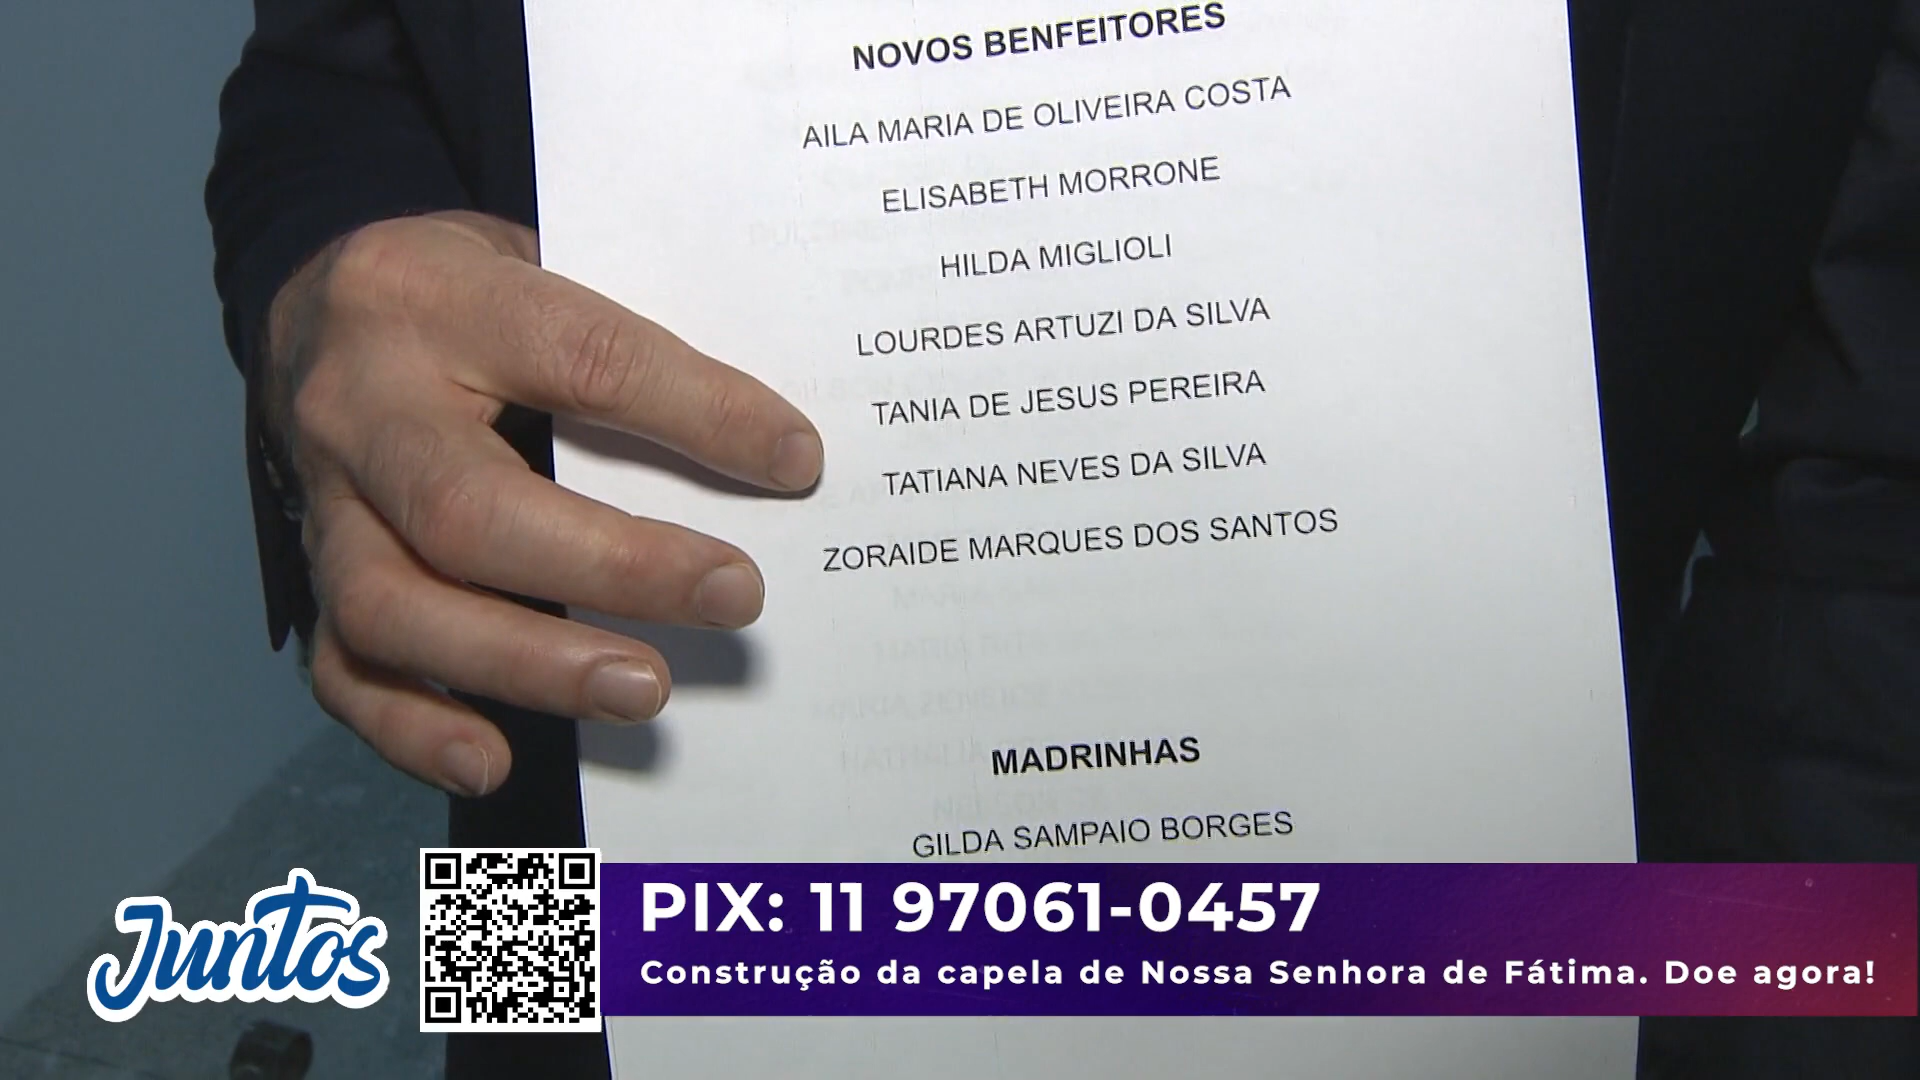 NOVOS BENFEITORES
AILA MARIA DE OLIVEIRA COSTA
ELISABETH MORRONE
HILDA MIGLIOLI
LOURDES ARTUZI DA SILVA
TANIA DE JESUS PEREIRA
TATIANA NEVES DA SILVA
ZORAIDE MARQUES DOS SANTOS
MADRINHAS
GILDA SAMPAIO BORGES
Juntos
PIX: 11 97061-0457
Construção da capela de Nossa Senhora de Fátima. Doe agora!